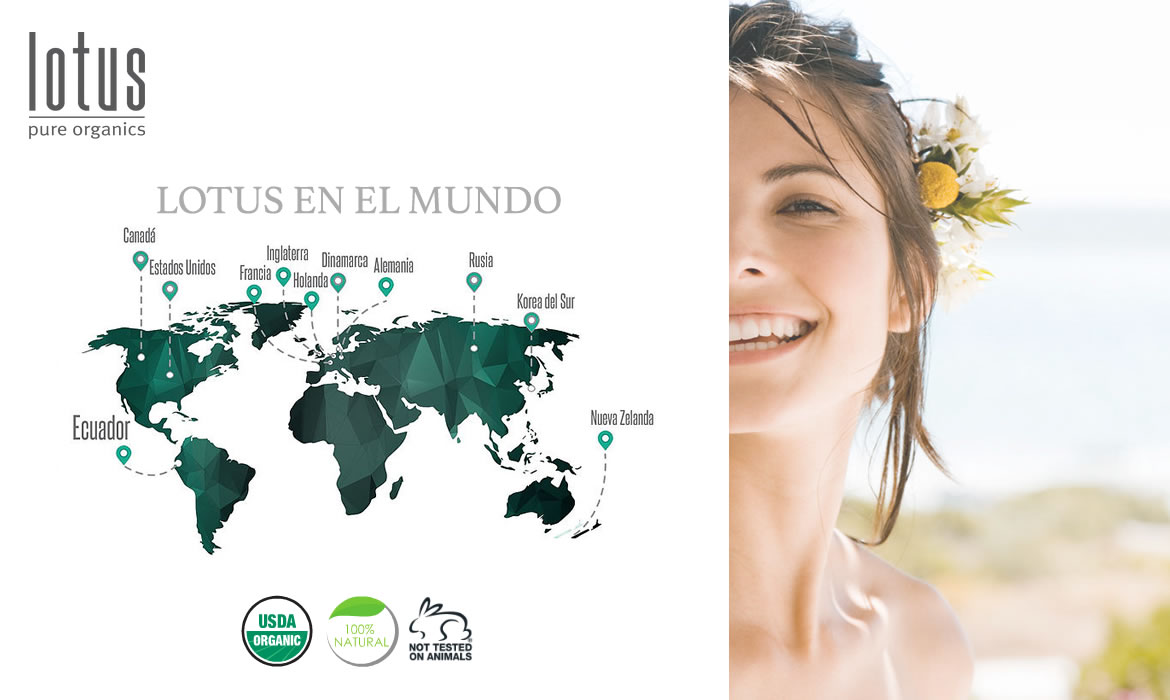 lotus
pure organics
LOTUS EN EL MUNDO
Canadá
Estados Unidos
Francia
Inglaterra
Holanda
Dinamarca
Alemania
Rusia
Korea del Sur
Ecuador
Nueva Zelanda
USDA
ORGANIC
100%
NATURAL
NOT TESTED
ON ANIMALS